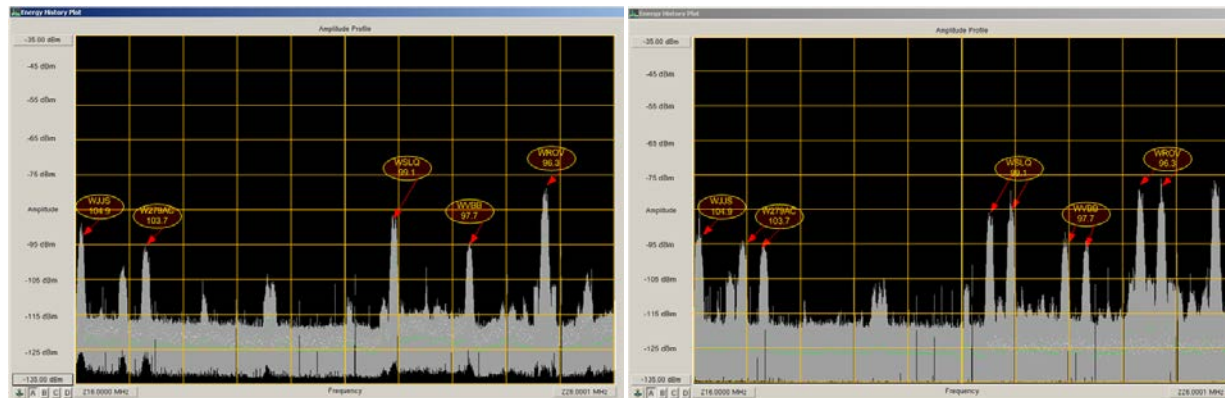 Energy History Plot
Amplitude Profile
-35.00 dBm
-45 dBm
-55 dBm
-65 dBm
-75 dBm
Amplitude
-95 dBm
-105 dBm
-115 dBm
-125 dBm
-135.00 dBm
WJJS
104.9
W279AC
103.7
WSLQ
99.1
WVBB
97.7
WROV
96.3
A B C D
216.0000 MHz
Frequency
226.0001 MHz
Energy History Plot
Amplitude Profile
-35.00 dBm
-45 dBm
-55 dBm
-65 dBm
-75 dBm
Amplitude
-95 dBm
-105 dBm
-115 dBm
-125 dBm
-135.00 dBm
WJJS
104.9
W279AC
103.7
WSLQ
99.1
WVBB
97.7
WROV
96.3
A B C D
216.0000 MHz
Frequency
226.0001 MHz